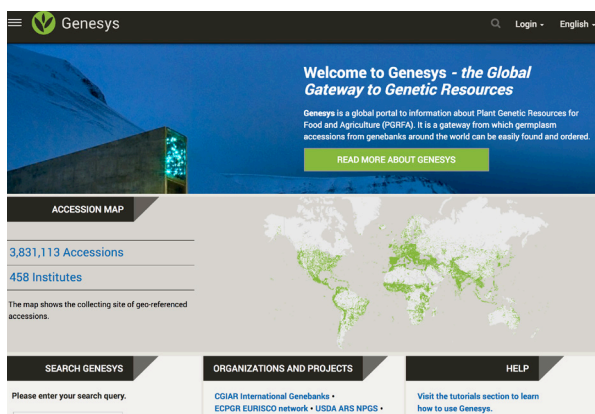 Genesys
Login
English
Welcome to Genesys - the Global
Gateway to Genetic Resources
Genesys is a global portal to information about Plant Genetic Resources for
Food and Agriculture (PGRFA). It is a gateway from which germplasm
accessions from genebanks around the world can be easily found and ordered.
READ MORE ABOUT GENESYS
ACCESSION MAP
3,831,113 Accessions
458 Institutes
The map shows the collecting site of geo-referenced
accessions.
SEARCH GENESYS
Please enter your search query.
ORGANIZATIONS AND PROJECTS
CGIAR International Genebanks •
ECPGR EURISCO network • USDA ARS NPGS •
HELP
Visit the tutorials section to learn
how to use Genesys.